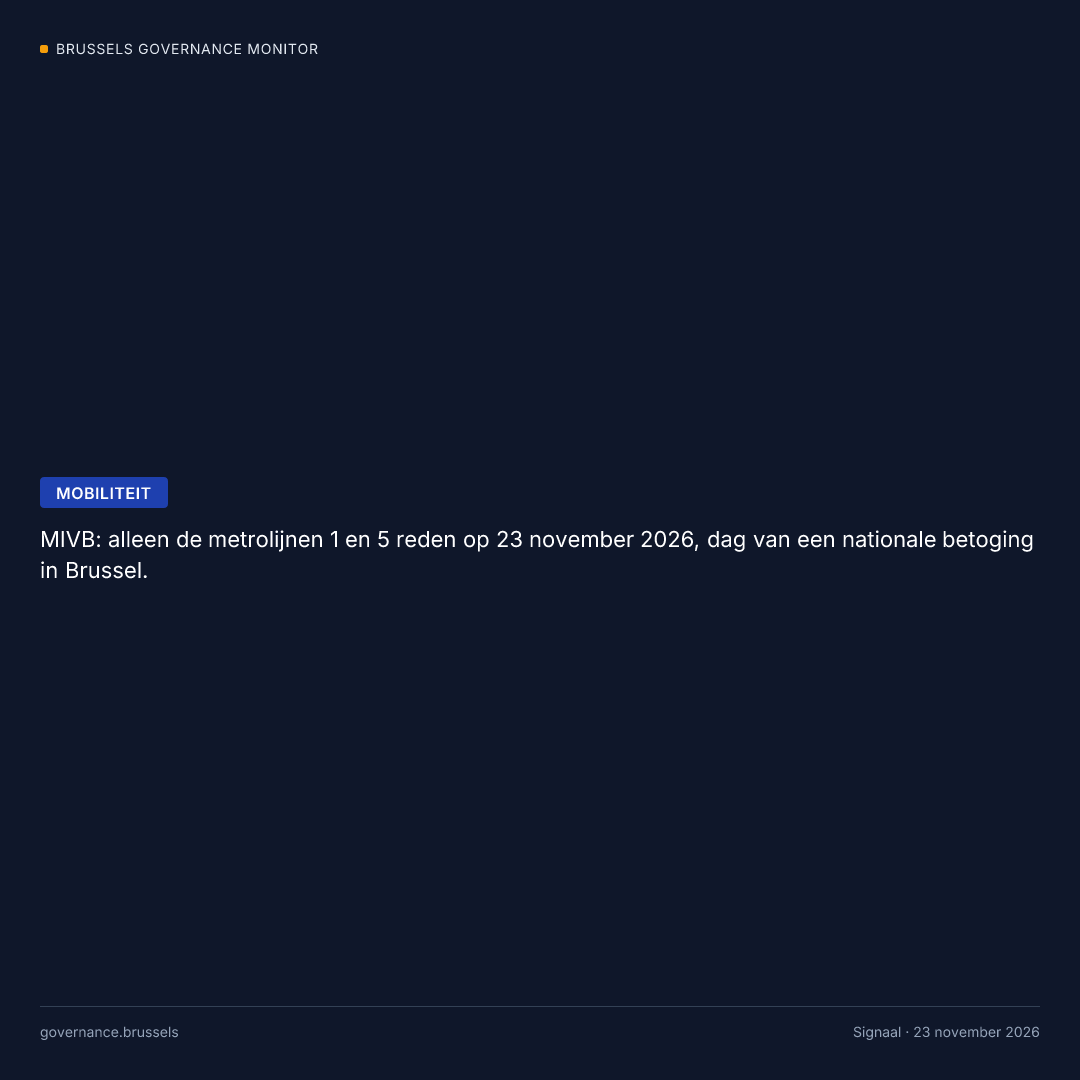 BRUSSELS GOVERNANCE MONITOR
MOBILITEIT
MIVB: alleen de metrolijnen 1 en 5 reden op 23 november 2026, dag van een nationale betoging
in Brussel.
governance.brussels
Signaal · 23 november 2026